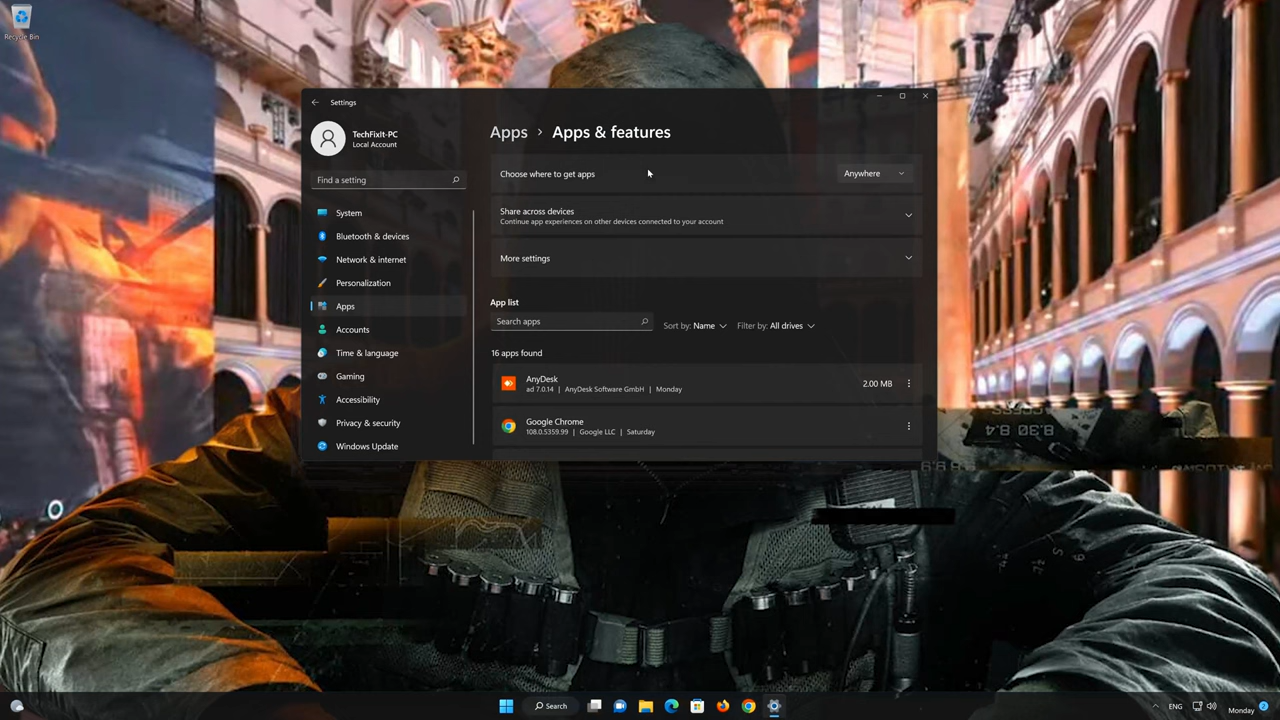 Recycle Bin
Settings
TechFixIt-PC
Local Account
Find a setting
System
Bluetooth & devices
Network & internet
Personalization
Apps
Accounts
Time & language
Gaming
Accessibility
Privacy & security
Windows Update
Apps > Apps & features
Choose where to get apps
Anywhere
Share across devices
Continue app experiences on other devices connected to your account
More settings
App list
Search apps
Sort by: Name
Filter by: All drives
16 apps found
AnyDesk
ad 7.0.14 | AnyDesk Software GmbH | Monday
2.00 MB
Google Chrome
108.0.5359.99 | Google LLC | Saturday
Search
ENG
Monday
2